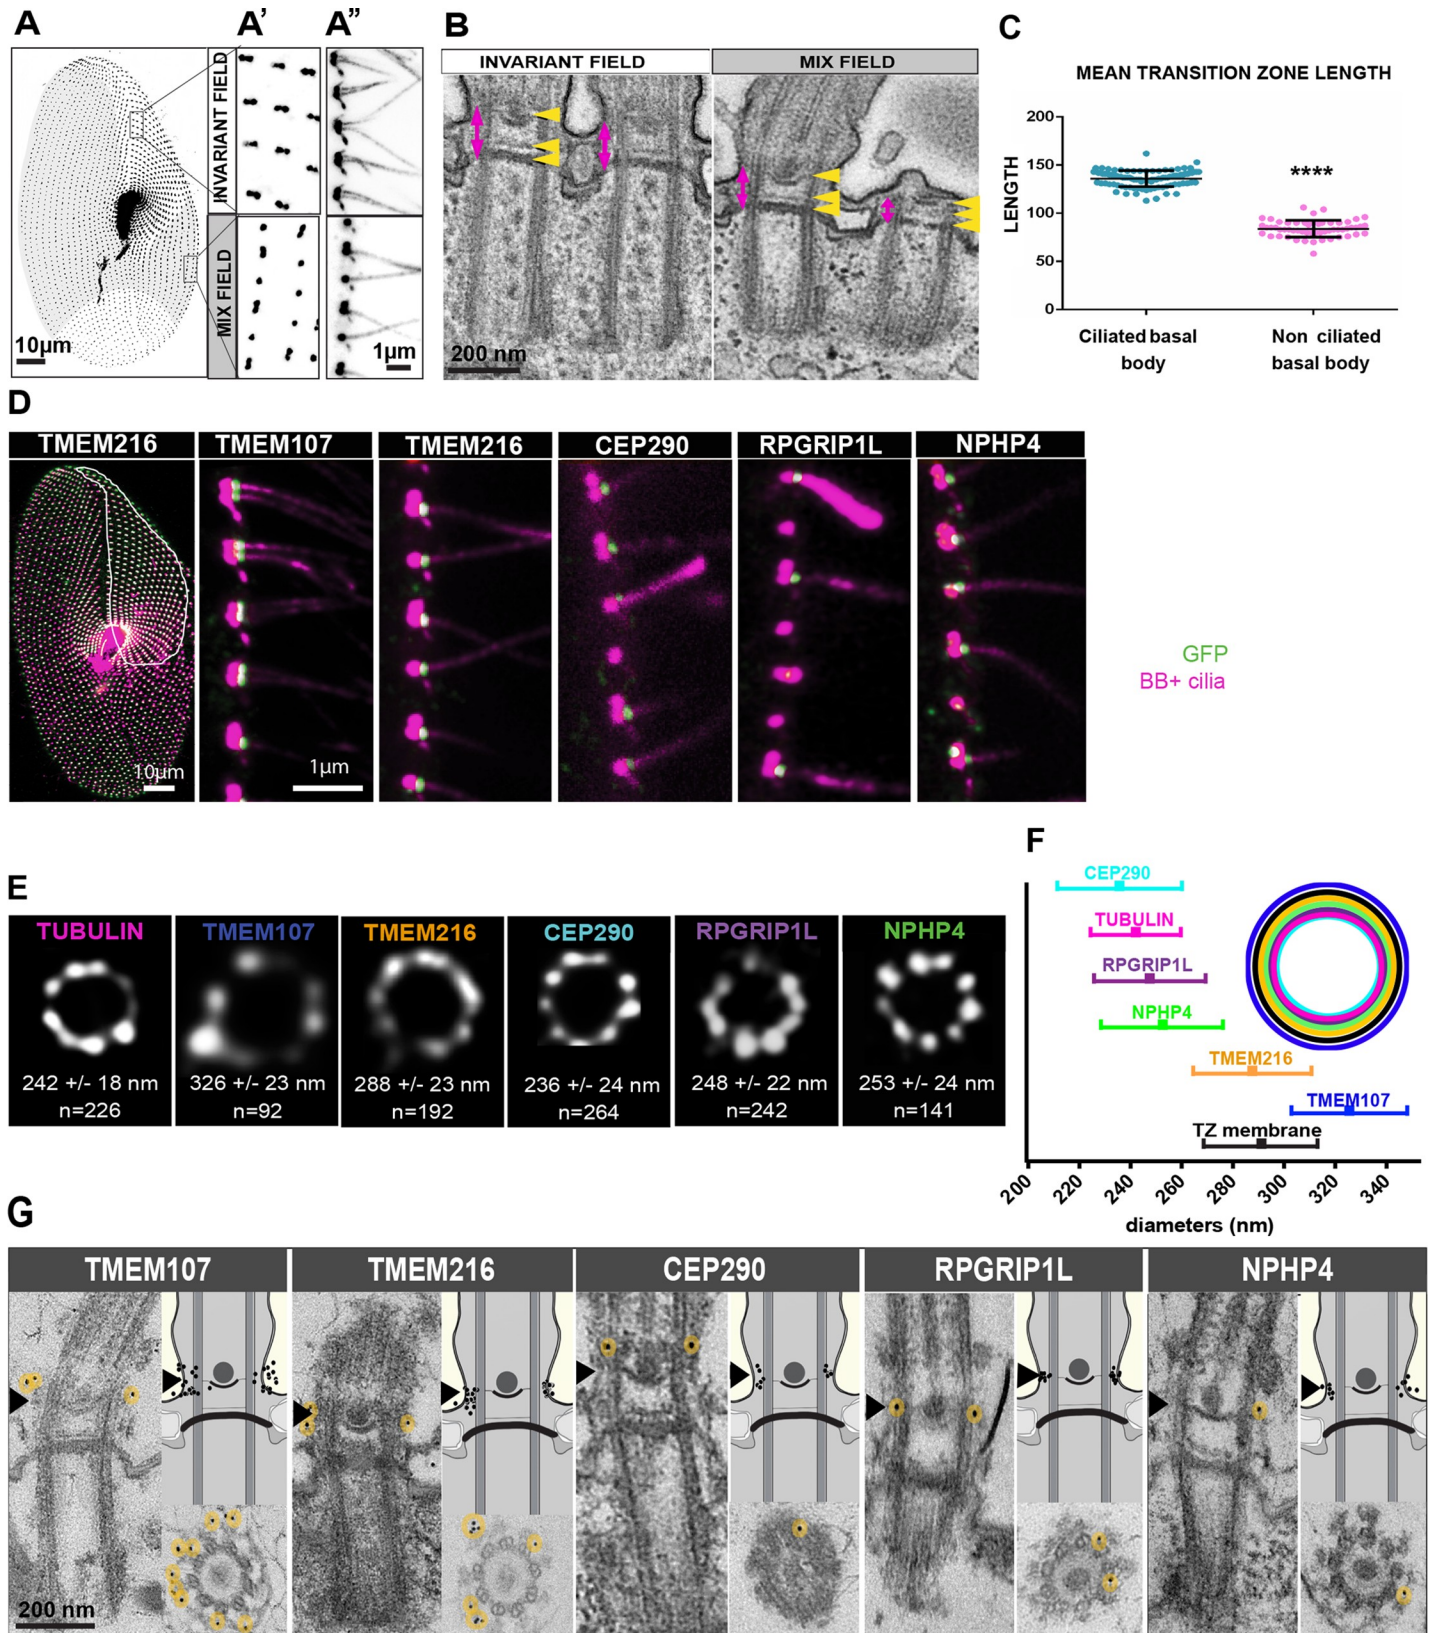 A
A'
A"
INVARIANT FIELD
MIX FIELD
10µm
1µm
B
INVARIANT FIELD
MIX FIELD
200 nm
C
MEAN TRANSITION ZONE LENGTH
LENGTH
200
150
100
50
0
****
Ciliated basal
body
Non ciliated
basal body
D
TMEM216
TMEM107
TMEM216
CEP290
RPGRIP1L
NPHP4
10µm
1µm
GFP
BB+ cilia
E
TUBULIN
242 +/- 18 nm
n=226
TMEM107
326 +/- 23 nm
n=92
TMEM216
288 +/- 23 nm
n=192
CEP290
236 +/- 24 nm
n=264
RPGRIP1L
248 +/- 22 nm
n=242
NPHP4
253 +/- 24 nm
n=141
F
CEP290
TUBULIN
RPGRIP1L
NPHP4
TMEM216
TMEM107
TZ membrane
200
220
240
260
280
300
320
340
diameters (nm)
G
TMEM107
TMEM216
CEP290
RPGRIP1L
NPHP4
200 nm